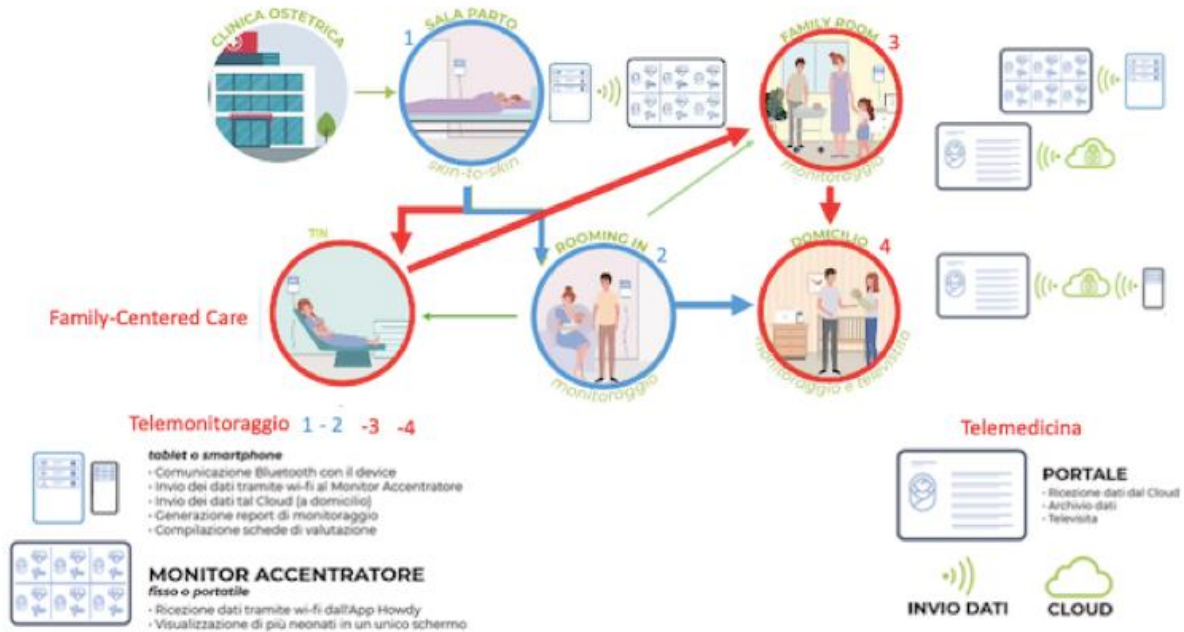 CLINICA OSTETRICA
SALA PARTO
1
skin-to-skin
FAMILY ROOM
3
monitoraggio
TIN
ROOMING IN
2
monitoraggio
DOMICILIO
4
monitoraggio e televisita
Family-Centered Care
Telemonitoraggio 1 - 2 -3 -4
tablet o smartphone
• Comunicazione Bluetooth con il device
• Invio dei dati tramite wi-fi al Monitor Accentratore
• Invio dei dati tal Cloud (a domicilio)
• Generazione report di monitoraggio
• Compilazione schede di valutazione
MONITOR ACCENTRATORE
fisso o portatile
• Ricezione dati tramite wi-fi dall'App Howdy
• Visualizzazione di più neonati in un unico schermo
Telemedicina
PORTALE
• Ricezione dati dal Cloud
• Archivio dati
• Televisita
INVIO DATI
CLOUD